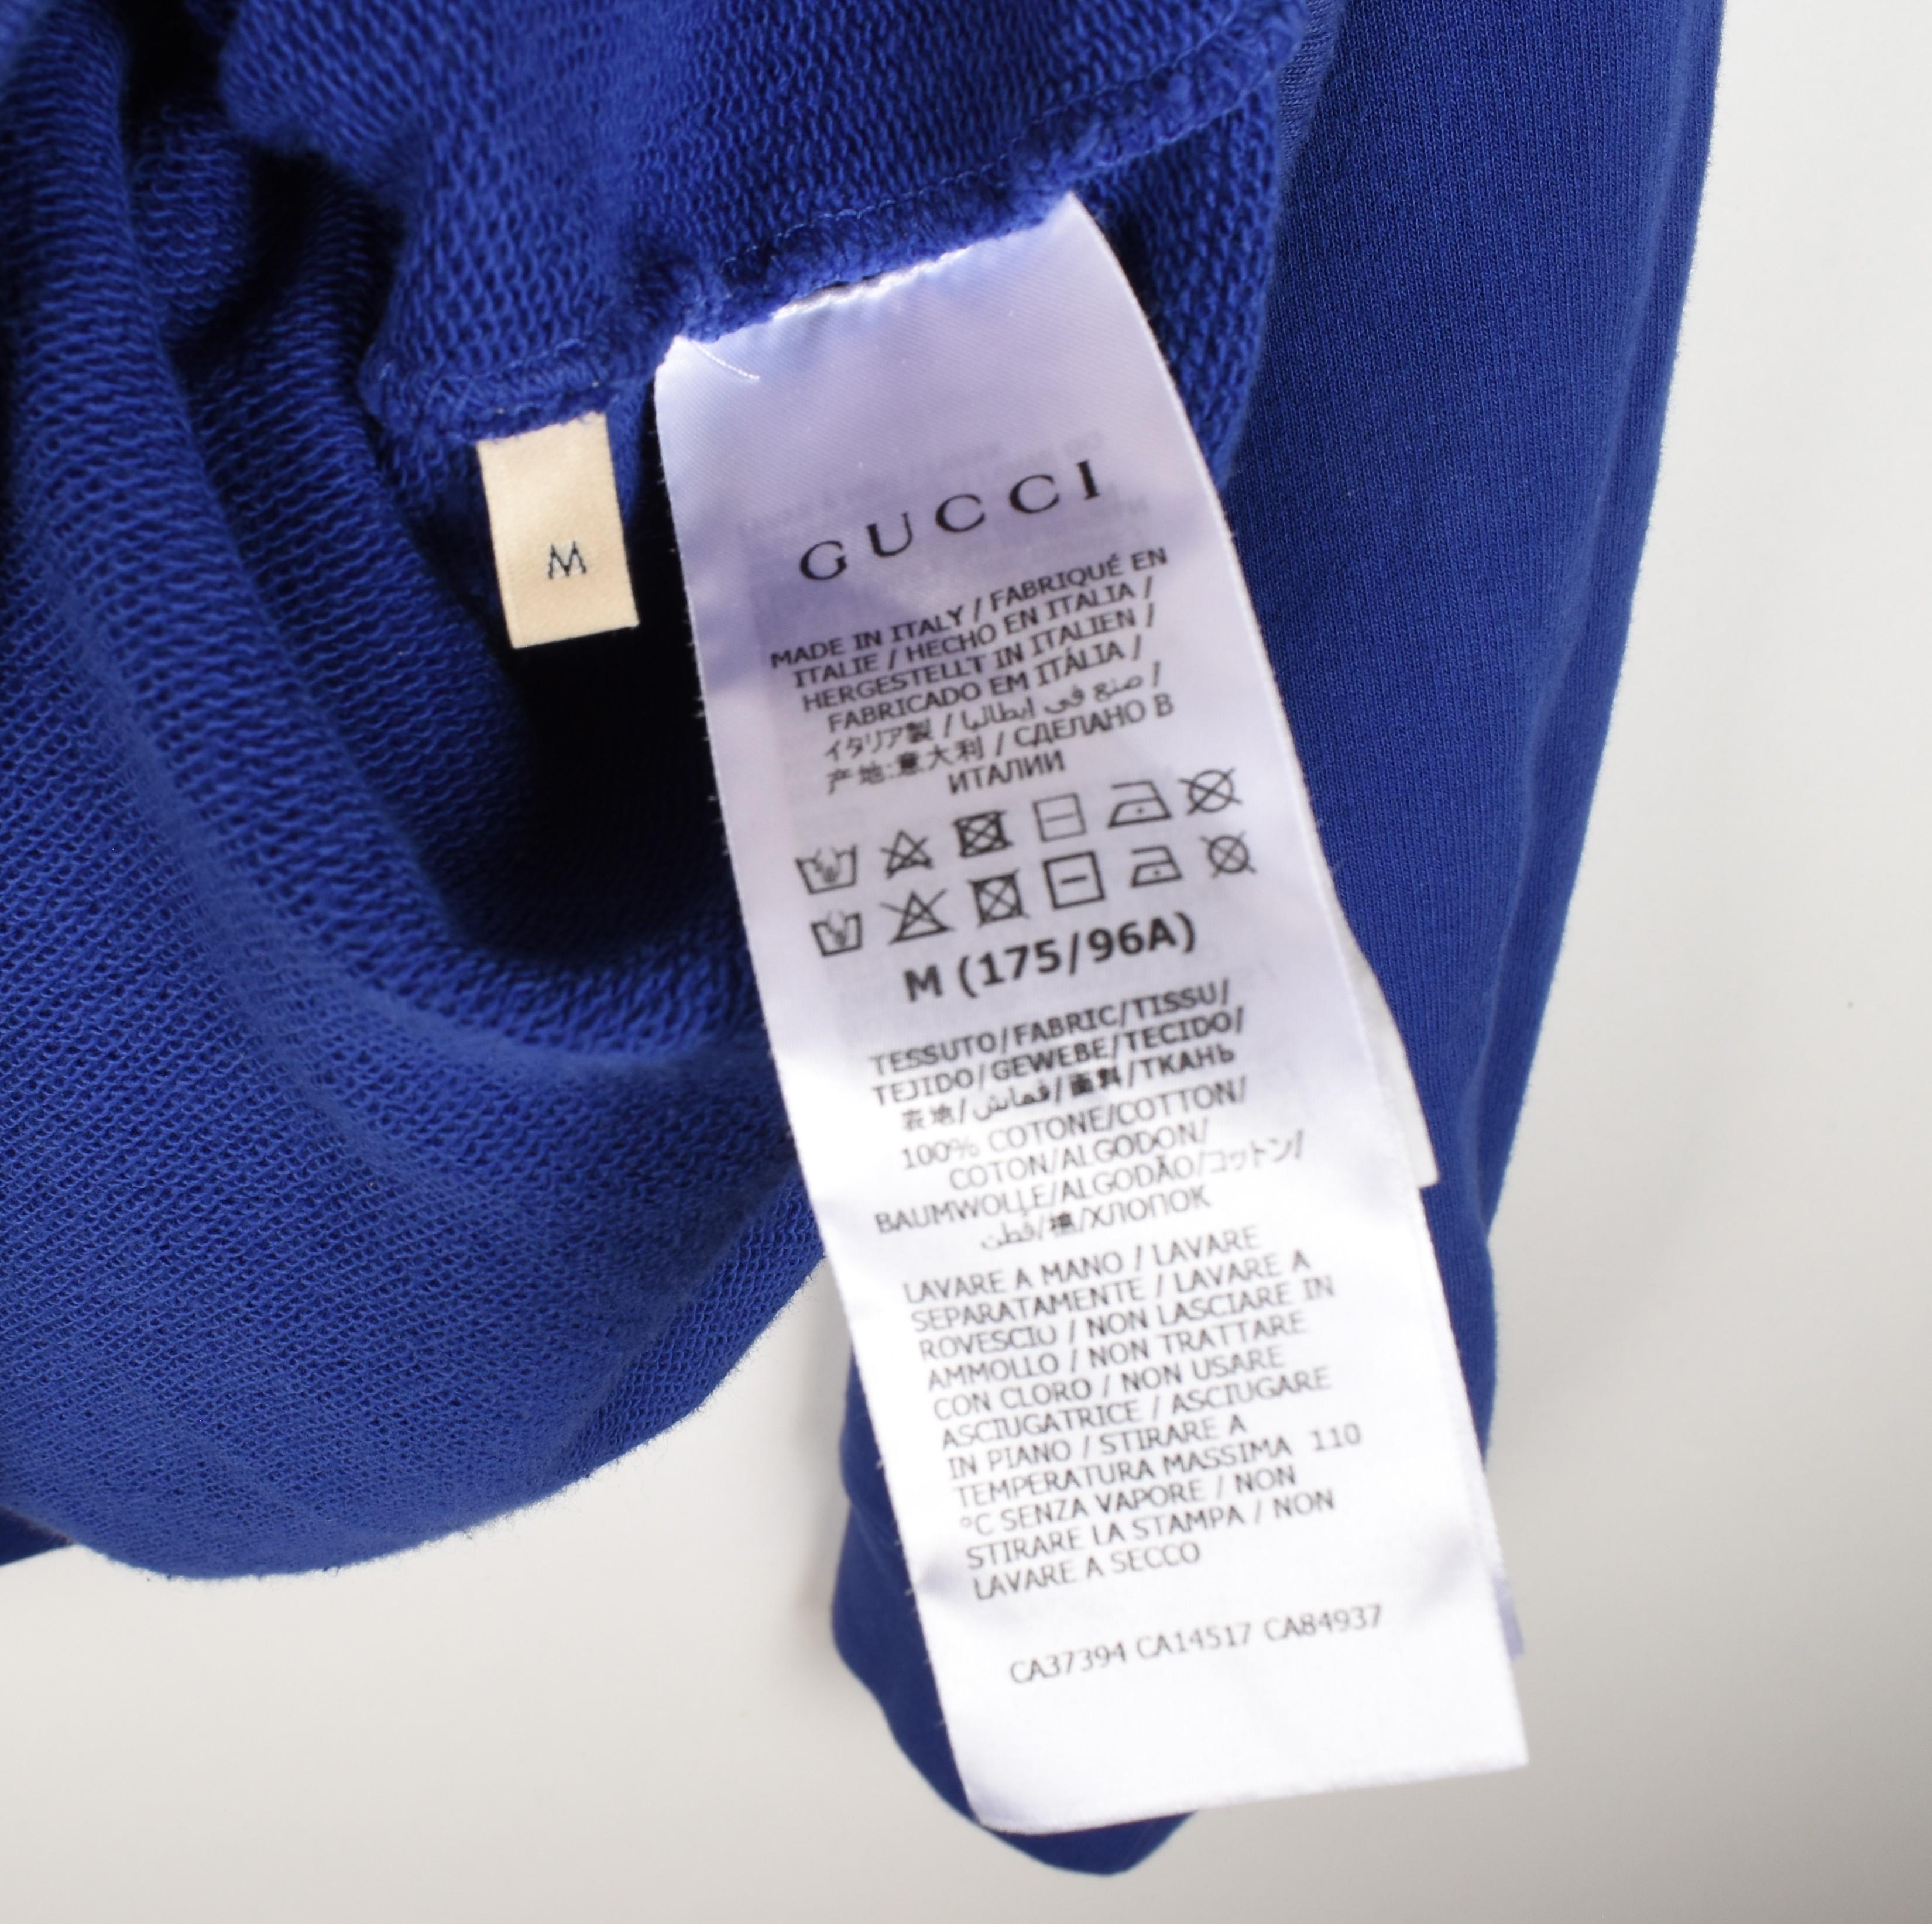 M
GUCCI
MADE IN ITALY / FABRIQUÉ EN
ITALIE / HECHO EN ITALIA /
HERGESTELLT IN ITALIEN /
FABRICADO EM ITÁLIA /
イタリア製 / صنع في ايطاليا /
产地:意大利 / СДЕЛАНО В
ИТАЛИИ
M (175/96A)
TESSUTO/FABRIC/TISSU/
TEJIDO/GEWEBE/TECIDO/
表地/قماش/面料/ТКАНЬ
100% COTONE/COTTON/
COTON/ALGODON/
BAUMWOLLE/ALGODÃO/コットン/
قطن/棉/ХЛОПОК
LAVARE A MANO / LAVARE
SEPARATAMENTE / LAVARE A
ROVESCIO / NON LASCIARE IN
AMMOLLO / NON TRATTARE
CON CLORO / NON USARE
ASCIUGATRICE / ASCIUGARE
IN PIANO / STIRARE A
TEMPERATURA MASSIMA 110
°C SENZA VAPORE / NON
STIRARE LA STAMPA / NON
LAVARE A SECCO
CA37394 CA14517 CA84937